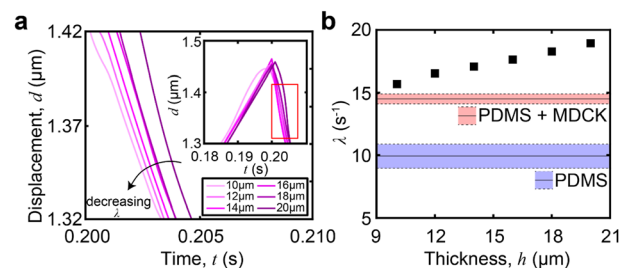 a
1.42
1.37
1.32
Displacement, d (μm)
0.200
0.205
0.210
Time, t (s)
decreasing
λ
1.5
1.4
1.3
d (μm)
0.18
0.19
0.20
t (s)
10μm
16μm
12μm
18μm
14μm
20μm
b
20
15
10
5
λ (s⁻¹)
PDMS + MDCK
PDMS
9
12
15
18
21
Thickness, h (μm)